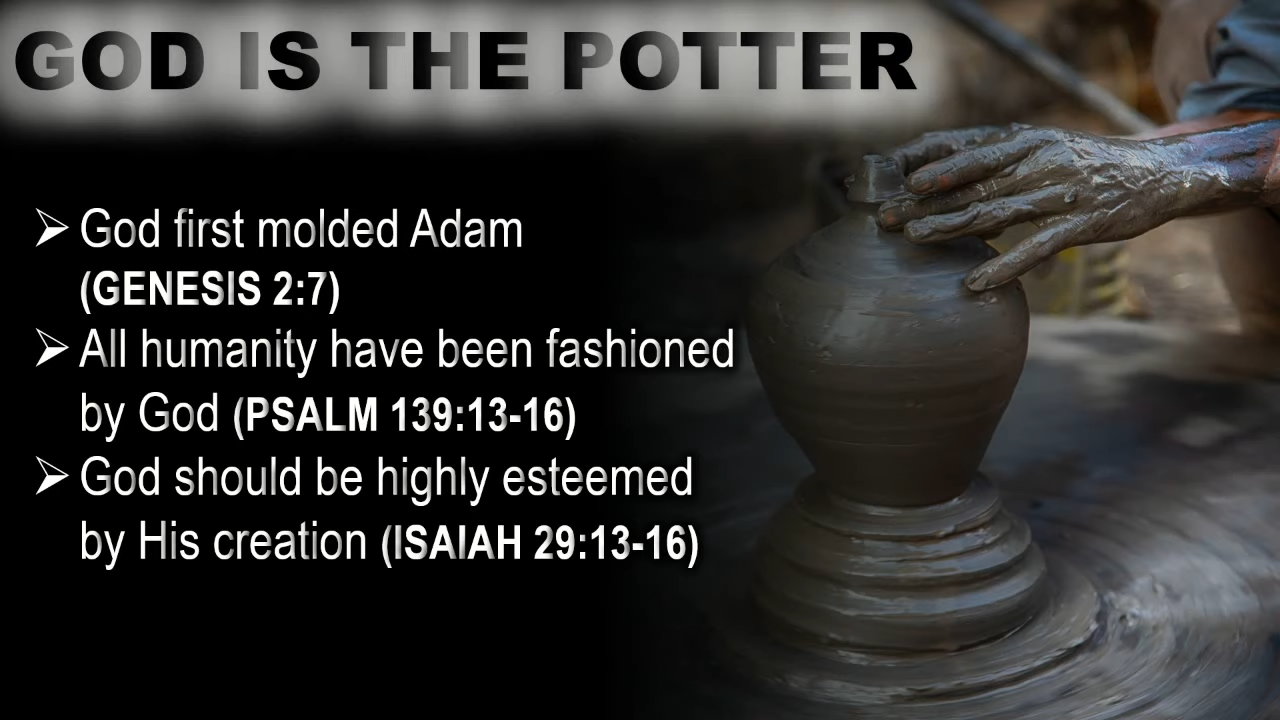 GOD IS THE POTTER
➢ God first molded Adam
(GENESIS 2:7)
➢ All humanity have been fashioned
by God (PSALM 139:13-16)
➢ God should be highly esteemed
by His creation (ISAIAH 29:13-16)